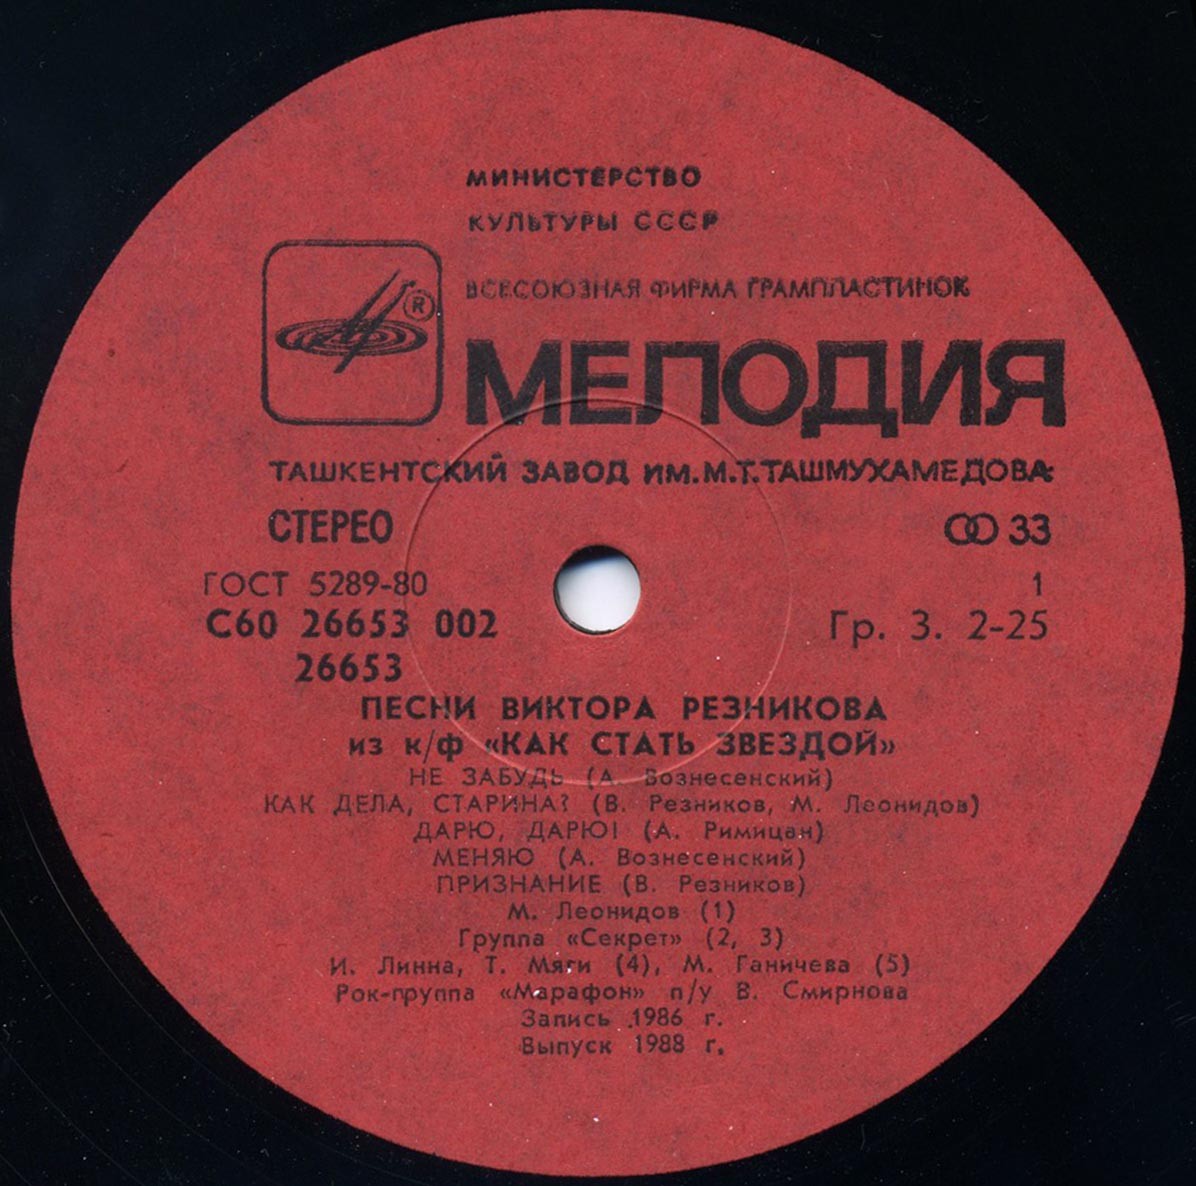 МИНИСТЕРСТВО
КУЛЬТУРЫ СССР
ВСЕСОЮЗНАЯ ФИРМА ГРАМПЛАСТИНОК
®
МЕЛОДИЯ
ТАШКЕНТСКИЙ ЗАВОД ИМ.М.Т.ТАШМУХАМЕДОВА
СТЕРЕО 33
ГОСТ 5289-80 1
С60 26653 002 Гр. 3. 2-25
26653
ПЕСНИ ВИКТОРА РЕЗНИКОВА
из к/ф «КАК СТАТЬ ЗВЕЗДОЙ»
НЕ ЗАБУДЬ (А. Вознесенский)
КАК ДЕЛА, СТАРИНА? (В. Резников, М. Леонидов)
ДАРЮ, ДАРЮ! (А. Римицан)
МЕНЯЮ (А. Вознесенский)
ПРИЗНАНИЕ (В. Резников)
М. Леонидов (1)
Группа «Секрет» (2, 3)
И. Линна, Т. Мяги (4), М. Ганичева (5)
Рок-группа «Марафон» п/у В. Смирнова
Запись 1986 г.
Выпуск 1988 г.